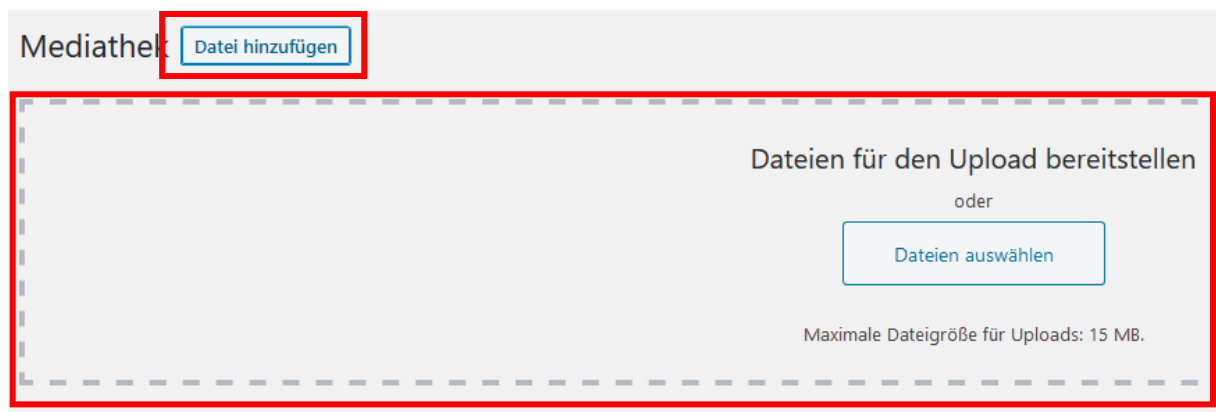 Mediathek Datei hinzufügen
Dateien für den Upload bereitstellen
oder
Dateien auswählen
Maximale Dateigröße für Uploads: 15 MB.